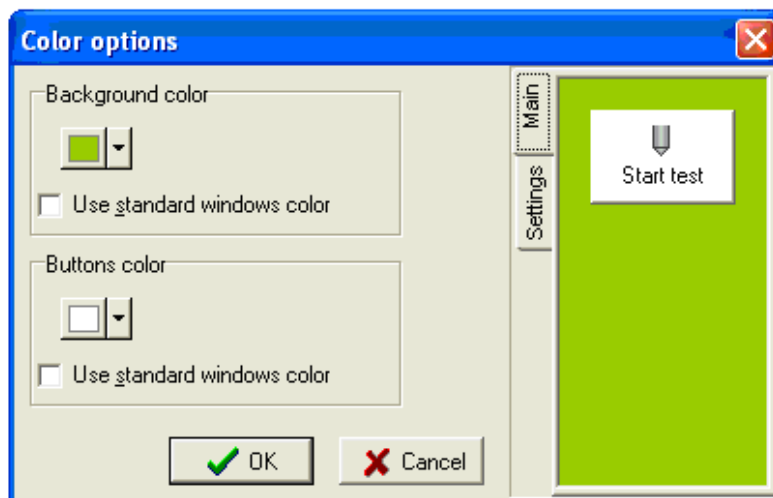 Color options
Background color
Use standard windows color
Buttons color
Use standard windows color
OK
Cancel
Main
Settings
Start test